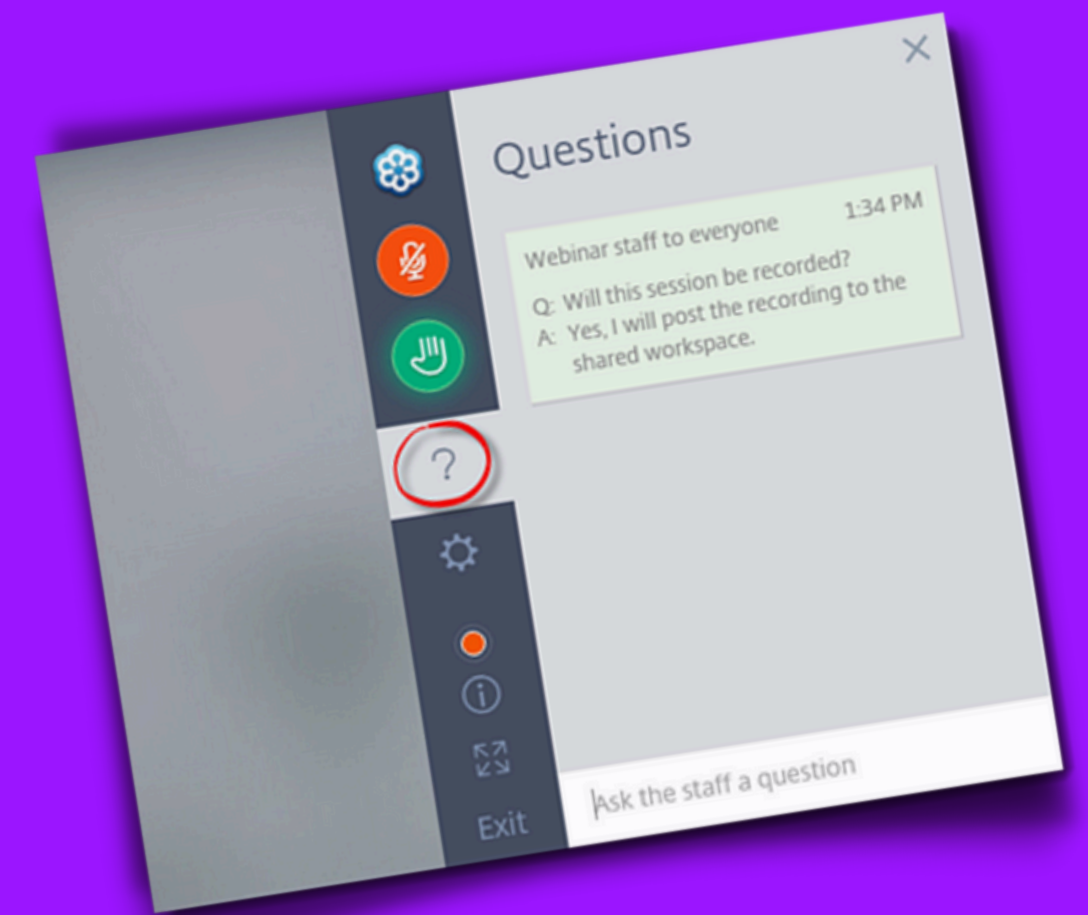 Questions
Webinar staff to everyone 1:34 PM
Q: Will this session be recorded?
A: Yes, I will post the recording to the
shared workspace.
?
Ask the staff a question
Exit